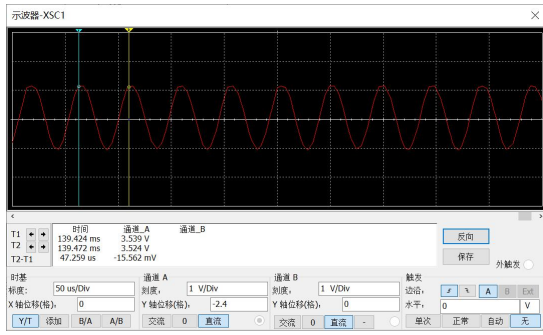 示波器-XSC1
T1
T2
T2-T1
时间 通道_A 通道_B
139.424 ms 3.539 V
139.472 ms 3.524 V
47.259 us -15.562 mV
反向
保存
外触发
时基
标度: 50 us/Div
X 轴位移(格), 0
Y/T 添加 B/A A/B
通道 A
刻度, 1 V/Div
Y 轴位移(格), -2.4
交流 0 直流
通道 B
刻度, 1 V/Div
Y 轴位移(格), 0
交流 0 直流 -
触发
边沿, A B Ext
水平, 0 V
单次 正常 自动 无